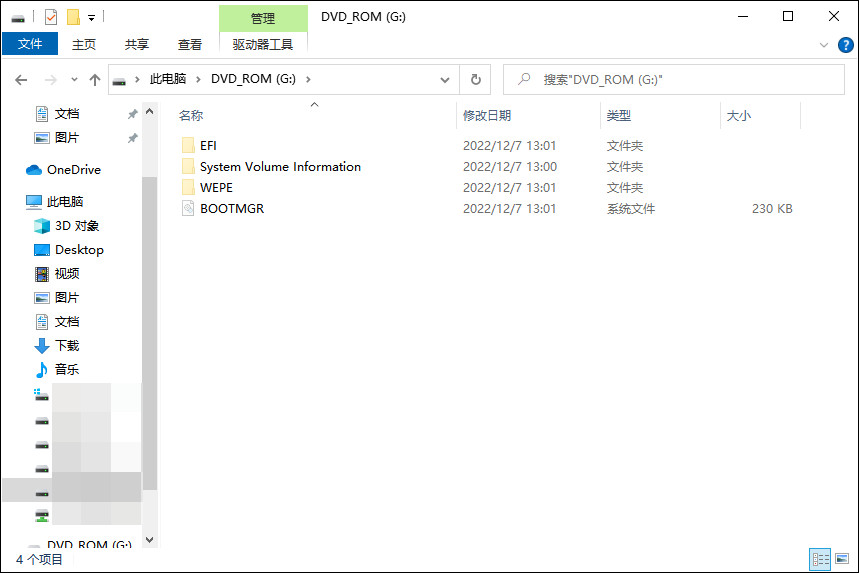 管理
DVD_ROM (G:)
文件 主页 共享 查看 驱动器工具
此电脑 DVD_ROM (G:)
搜索"DVD_ROM (G:)"
文档
图片
OneDrive
此电脑
3D 对象
Desktop
视频
图片
文档
下载
音乐
DVD_ROM (G:)
名称 修改日期 类型 大小
EFI 2022/12/7 13:01 文件夹
System Volume Information 2022/12/7 13:00 文件夹
WEPE 2022/12/7 13:01 文件夹
BOOTMGR 2022/12/7 13:01 系统文件 230 KB
4 个项目